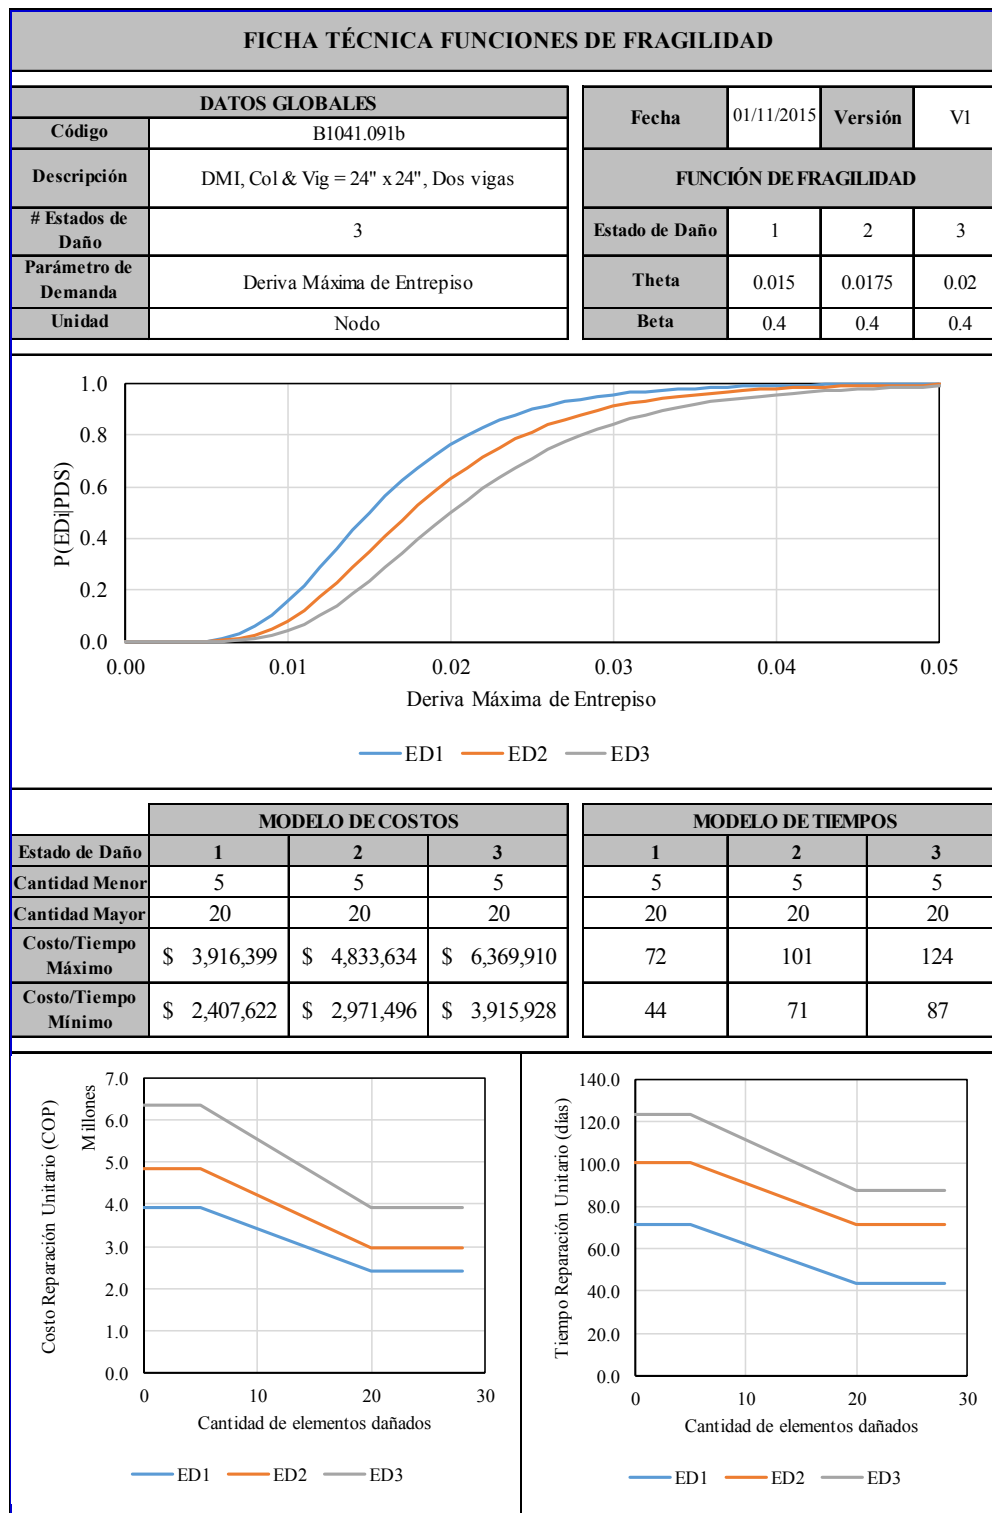 FICHA TÉCNICA FUNCIONES DE FRAGILIDAD
DATOS GLOBALES
Código B1041.091b
Descripción DMI, Col & Vig = 24" x 24", Dos vigas
# Estados de Daño 3
Parámetro de Demanda Deriva Máxima de Entrepiso
Unidad Nodo
Fecha 01/11/2015 Versión V1
FUNCIÓN DE FRAGILIDAD
Estado de Daño 1 2 3
Theta 0.015 0.0175 0.02
Beta 0.4 0.4 0.4
P(EDi|PDS)
1.0
0.8
0.6
0.4
0.2
0.0
0.00 0.01 0.02 0.03 0.04 0.05
Deriva Máxima de Entrepiso
ED1 ED2 ED3
MODELO DE COSTOS MODELO DE TIEMPOS
Estado de Daño 1 2 3 1 2 3
Cantidad Menor 5 5 5 5 5 5
Cantidad Mayor 20 20 20 20 20 20
Costo/Tiempo Máximo $ 3,916,399 $ 4,833,634 $ 6,369,910 72 101 124
Costo/Tiempo Mínimo $ 2,407,622 $ 2,971,496 $ 3,915,928 44 71 87
Costo Reparación Unitario (COP)
Millones
7.0
6.0
5.0
4.0
3.0
2.0
1.0
0.0
0 10 20 30
Cantidad de elementos dañados
ED1 ED2 ED3
Tiempo Reparación Unitario (días)
140.0
120.0
100.0
80.0
60.0
40.0
20.0
0.0
0 10 20 30
Cantidad de elementos dañados
ED1 ED2 ED3